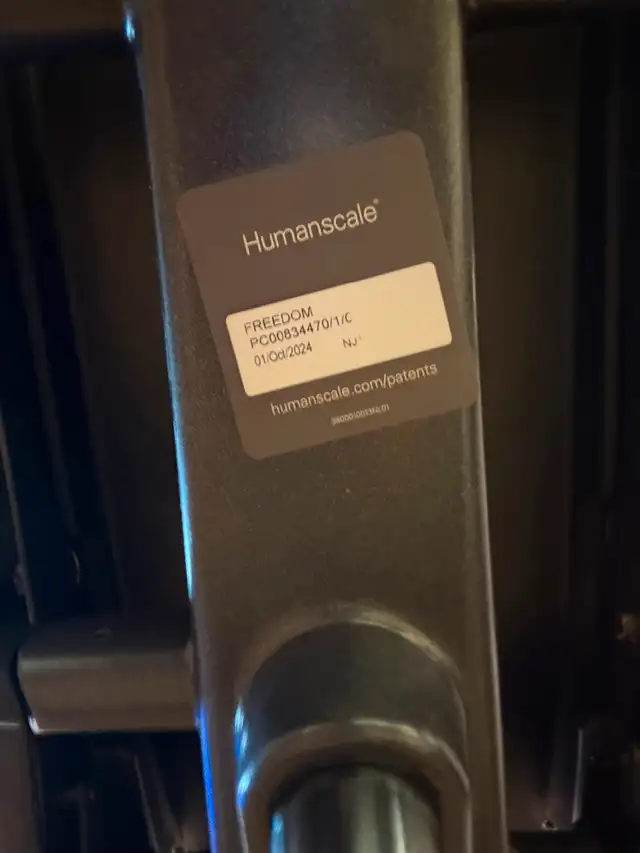 Humanscale®
FREEDOM
PC00834470/1/C
01/Oct/2024 NJ
humanscale.com/patents